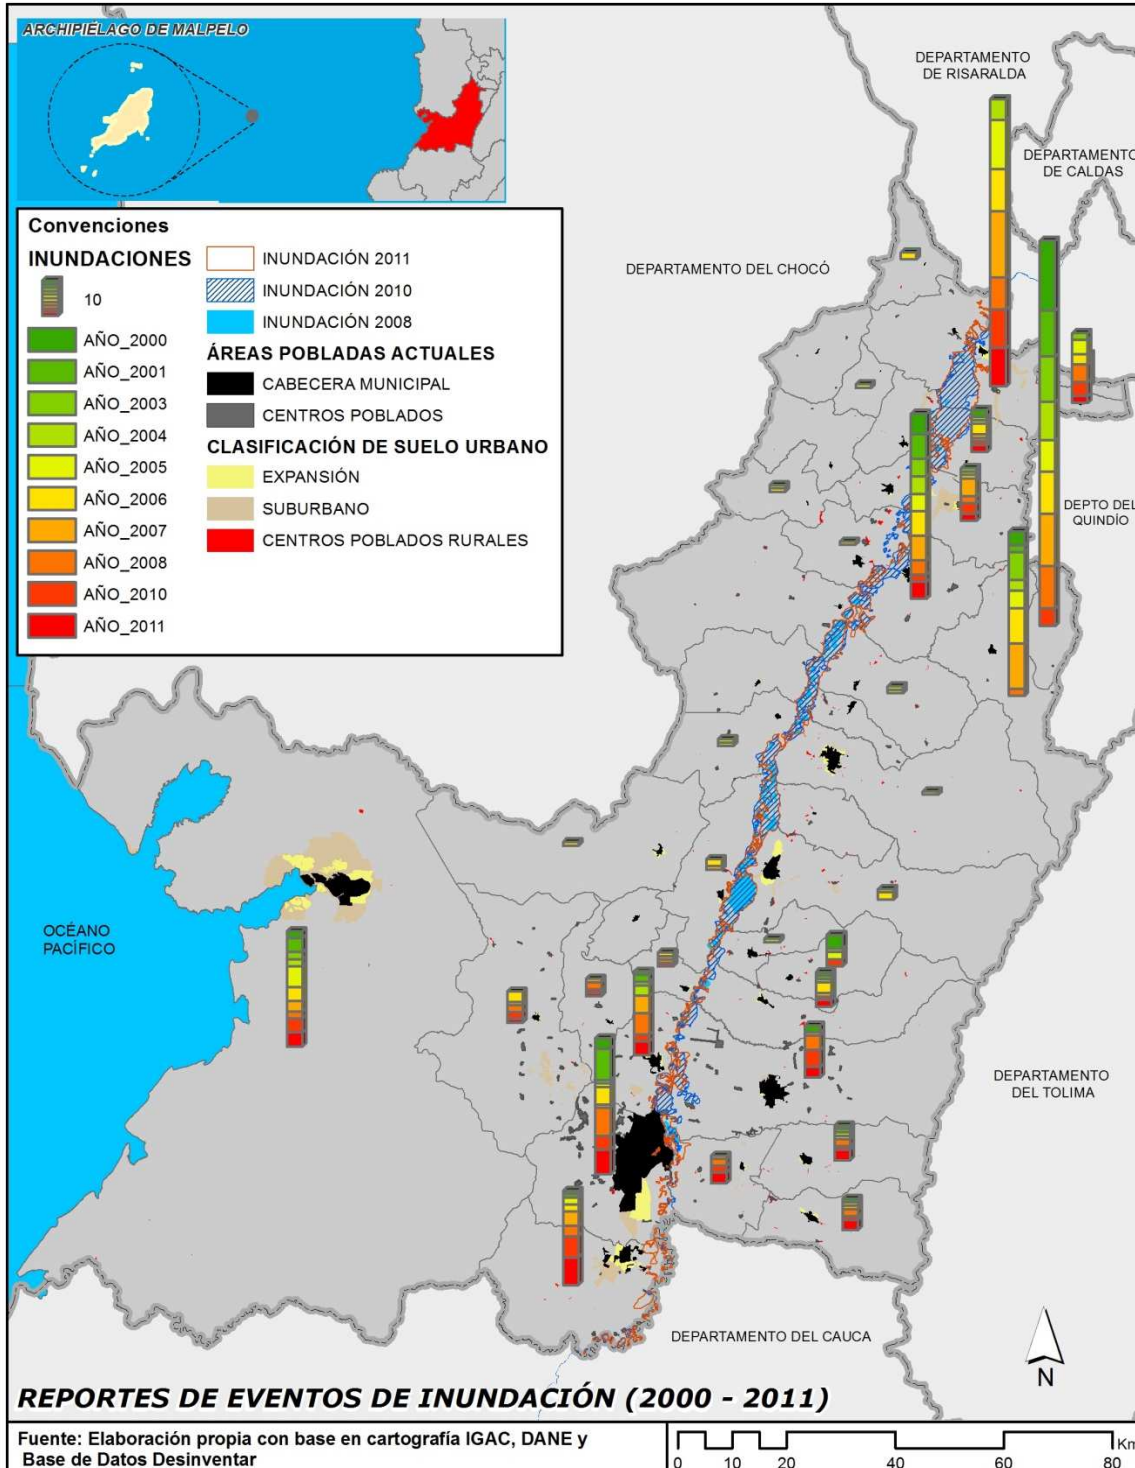 ARCHIPIÉLAGO DE MALPELO
DEPARTAMENTO
DE RISARALDA
DEPARTAMENTO
DE CALDAS
DEPARTAMENTO DEL CHOCÓ
DEPTO DEL
QUINDÍO
Convenciones
INUNDACIONES
10
AÑO_2000
AÑO_2001
AÑO_2003
AÑO_2004
AÑO_2005
AÑO_2006
AÑO_2007
AÑO_2008
AÑO_2010
AÑO_2011
INUNDACIÓN 2011
INUNDACIÓN 2010
INUNDACIÓN 2008
ÁREAS POBLADAS ACTUALES
CABECERA MUNICIPAL
CENTROS POBLADOS
CLASIFICACIÓN DE SUELO URBANO
EXPANSIÓN
SUBURBANO
CENTROS POBLADOS RURALES
OCÉANO
PACÍFICO
DEPARTAMENTO
DEL TOLIMA
DEPARTAMENTO DEL CAUCA
N
REPORTES DE EVENTOS DE INUNDACIÓN (2000 - 2011)
Fuente: Elaboración propia con base en cartografía IGAC, DANE y
Base de Datos Desinventar
Km
0 10 20 40 60 80